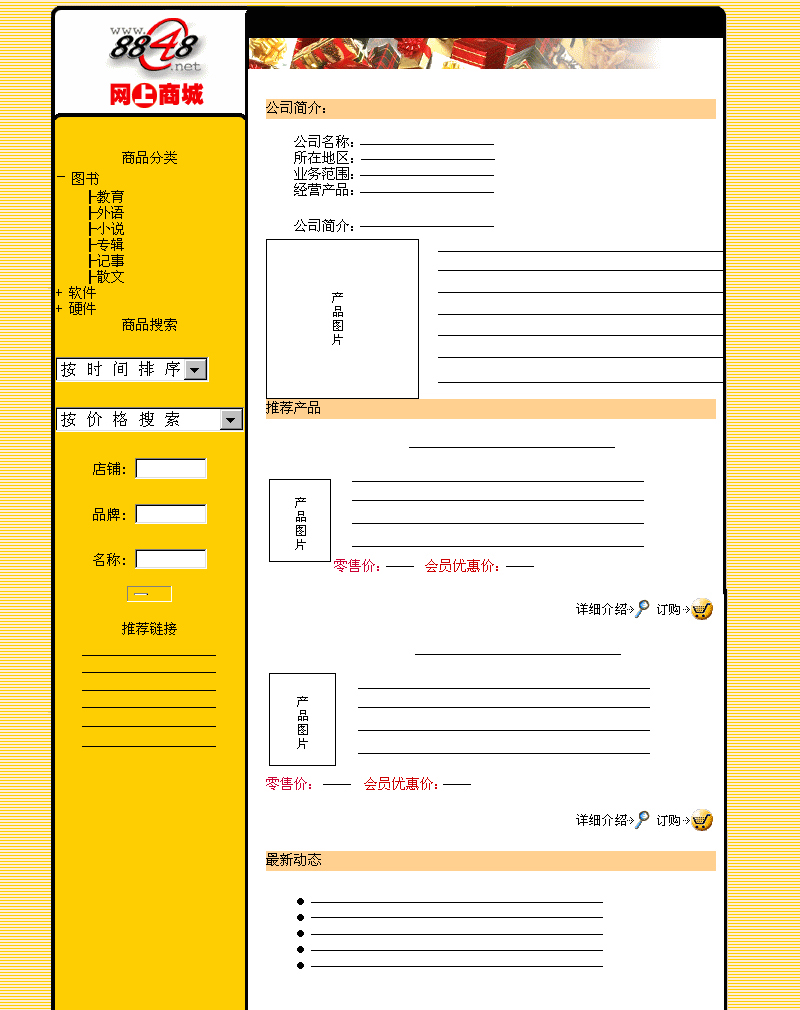 www.
8848
.net
网上商城
商品分类
− 图书
├教育
├外语
├小说
├专辑
├记事
├散文
+ 软件
+ 硬件
商品搜索
按时间排序
按价格搜索
店铺：
品牌：
名称：
推荐链接
公司简介：
公司名称：
所在地区：
业务范围：
经营产品：
公司简介：
产品图片
推荐产品
产品图片
零售价： 会员优惠价：
详细介绍 订购
产品图片
零售价： 会员优惠价：
详细介绍 订购
最新动态